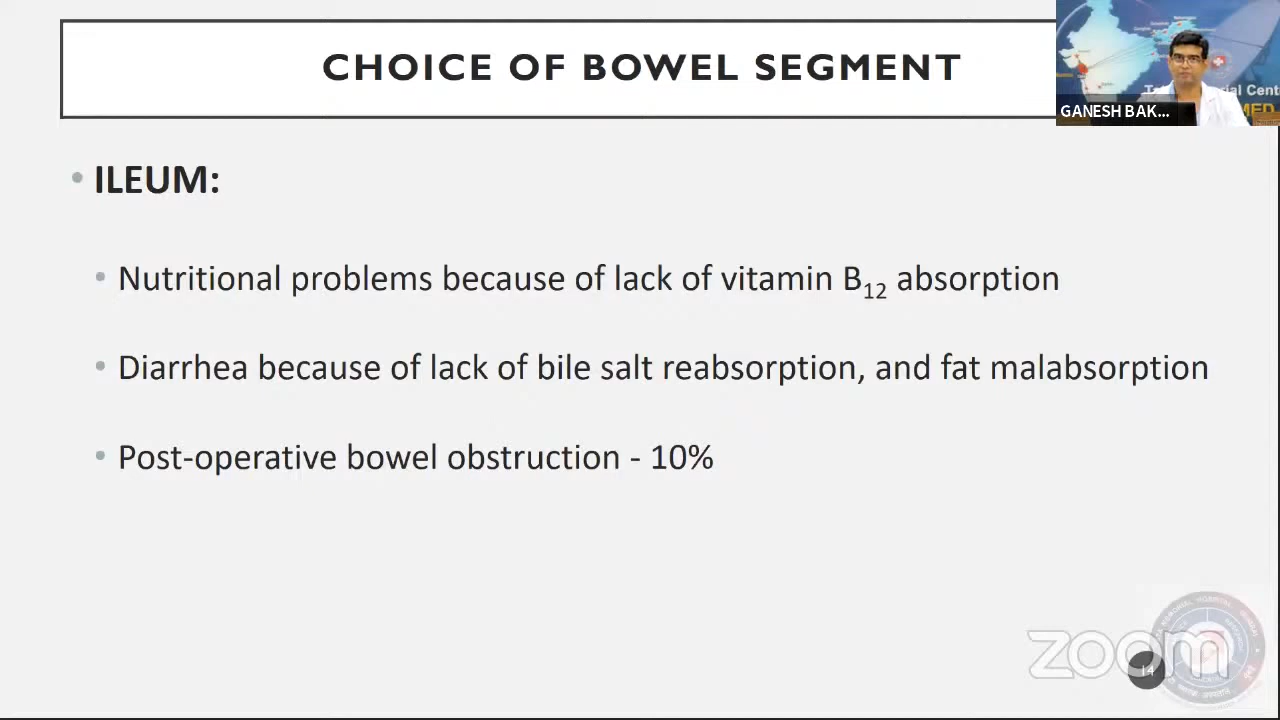 CHOICE OF BOWEL SEGMENT
GANESH BAK...
• ILEUM:
• Nutritional problems because of lack of vitamin B12 absorption
• Diarrhea because of lack of bile salt reabsorption, and fat malabsorption
• Post-operative bowel obstruction - 10%
zoom
14